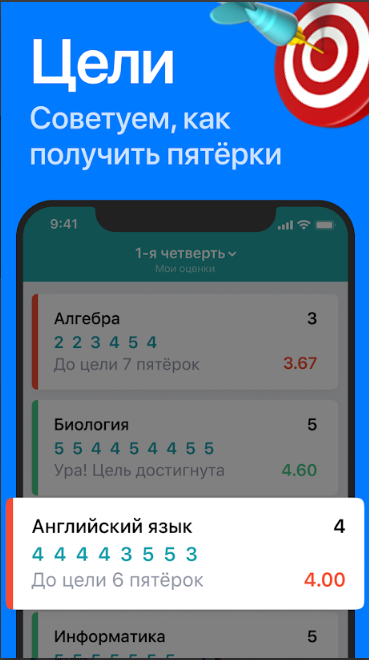 Цели
Советуем, как
получить пятёрки
9:41
1-я четверть
Мои оценки
Алгебра 3
2 2 3 4 5 4
До цели 7 пятёрок 3.67
Биология 5
5 5 4 4 5 4 4 5 5
Ура! Цель достигнута 4.60
Английский язык 4
4 4 4 4 3 5 5 3
До цели 6 пятёрок 4.00
Информатика 5